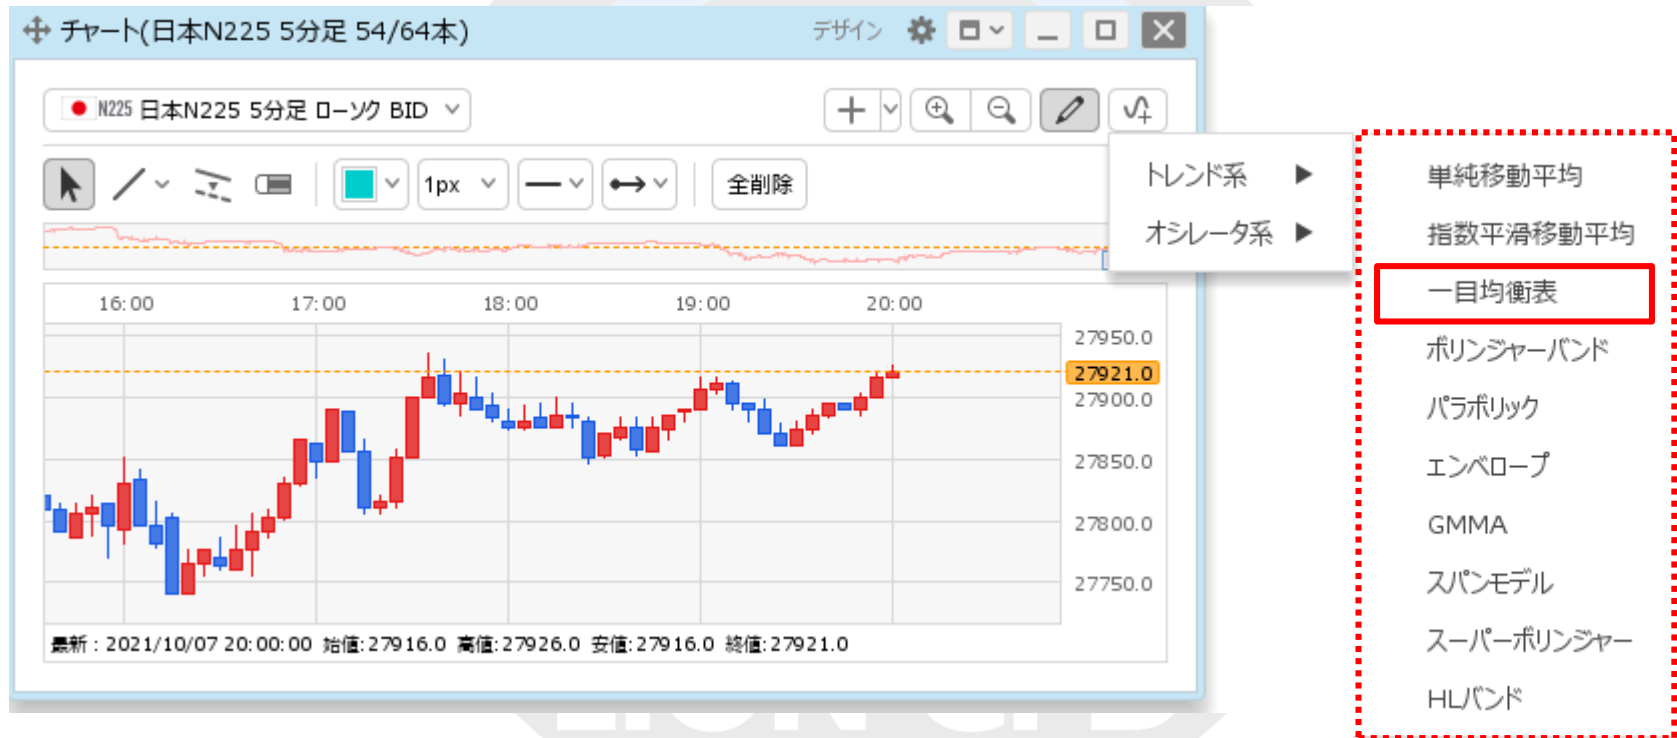 チャート(日本N225 5分足 54/64本)
デザイン
N225 日本N225 5分足 ローソク BID
1px
全削除
トレンド系
オシレータ系
単純移動平均
指数平滑移動平均
一目均衡表
ボリンジャーバンド
パラボリック
エンベロープ
GMMA
スパンモデル
スーパーボリンジャー
HLバンド
16:00 17:00 18:00 19:00 20:00
27950.0
27921.0
27900.0
27850.0
27800.0
27750.0
最新：2021/10/07 20:00:00 始値:27916.0 高値:27926.0 安値:27916.0 終値:27921.0
LION CFD